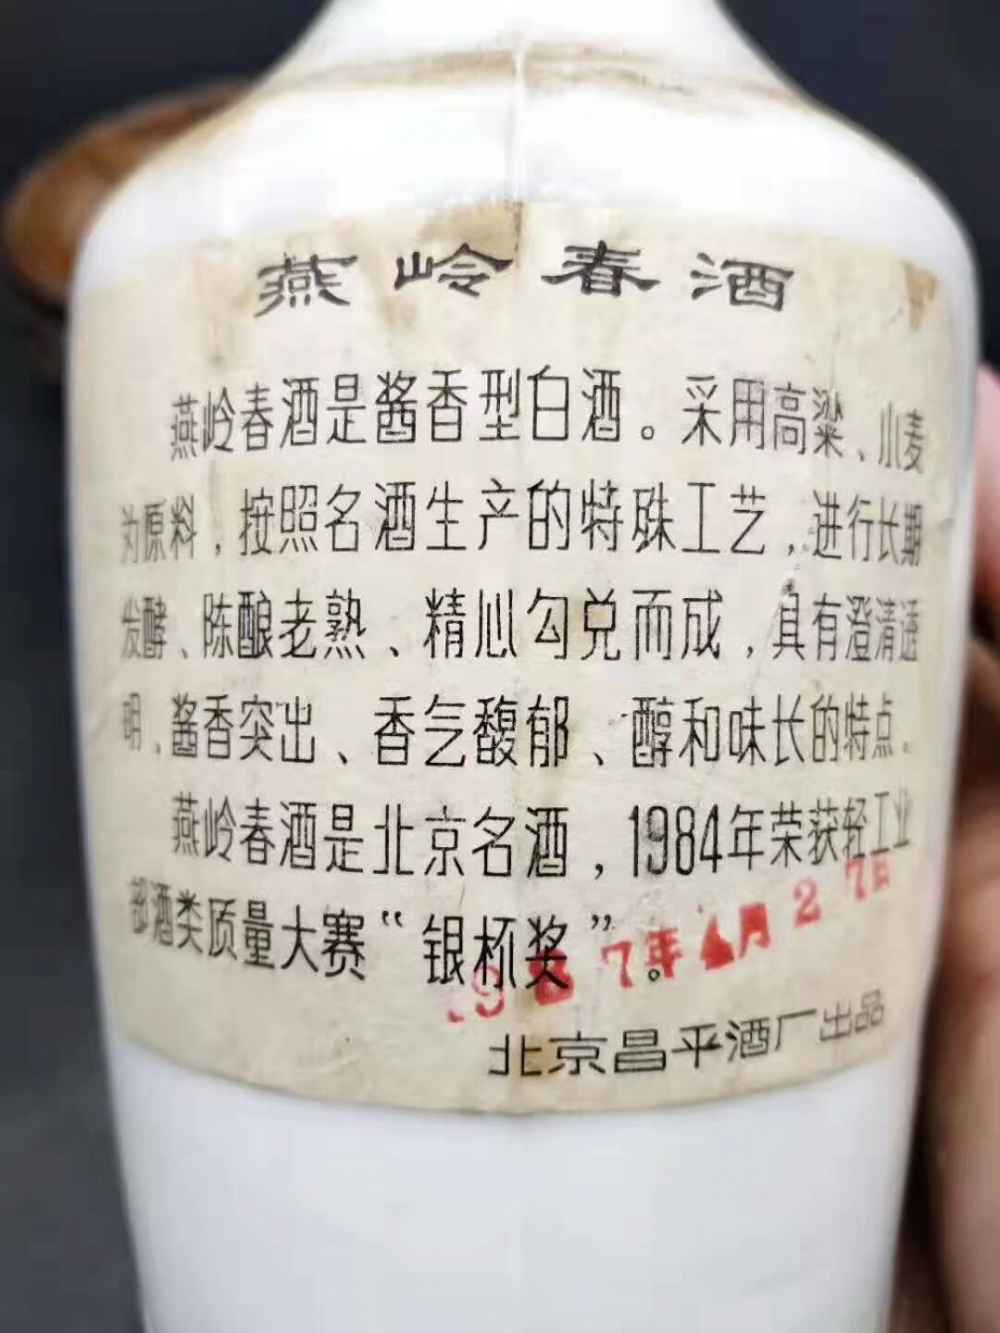 燕岭春酒
燕岭春酒是酱香型白酒。采用高粱、小麦
为原料，按照名酒生产的特殊工艺，进行长期
发酵、陈酿老熟、精心勾兑而成，具有澄清透
明、酱香突出、香气馥郁、醇和味长的特点。
燕岭春酒是北京名酒，1984年荣获轻工业
部酒类质量大赛“银杯奖”。
1987年4月27日
北京昌平酒厂出品